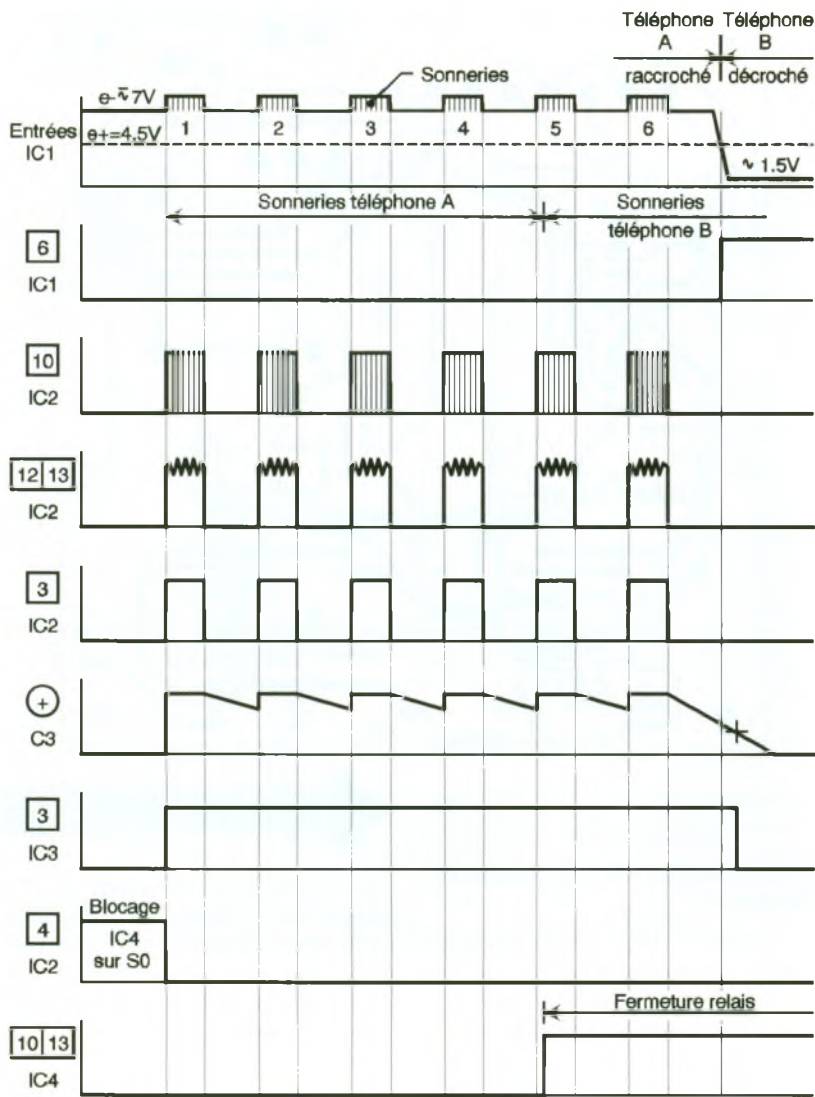 Téléphone Téléphone
A B
raccroché décroché
Sonneries
e- ≂ 7V
Entrées
IC1
e+=4.5V
1 2 3 4 5 6
∿ 1.5V
Sonneries téléphone A
Sonneries
téléphone B
6
IC1
10
IC2
12 13
IC2
3
IC2
+
C3
3
IC3
Blocage
4
IC2
IC4
sur S0
Fermeture relais
10 13
IC4